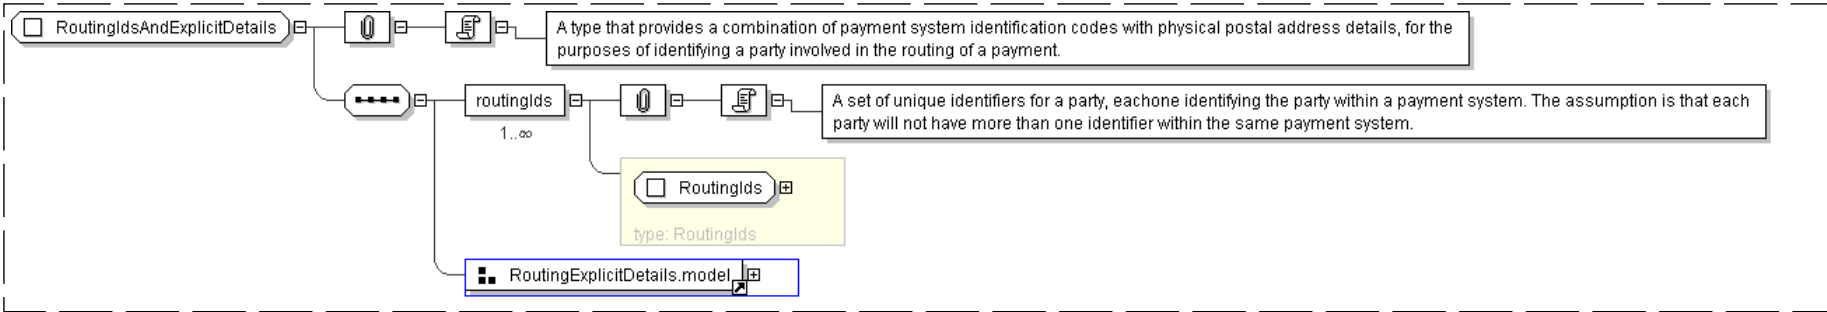 RoutingIdsAndExplicitDetails
A type that provides a combination of payment system identification codes with physical postal address details, for the
purposes of identifying a party involved in the routing of a payment.
routingIds
1..∞
A set of unique identifiers for a party, eachone identifying the party within a payment system. The assumption is that each
party will not have more than one identifier within the same payment system.
RoutingIds
type: RoutingIds
RoutingExplicitDetails.model